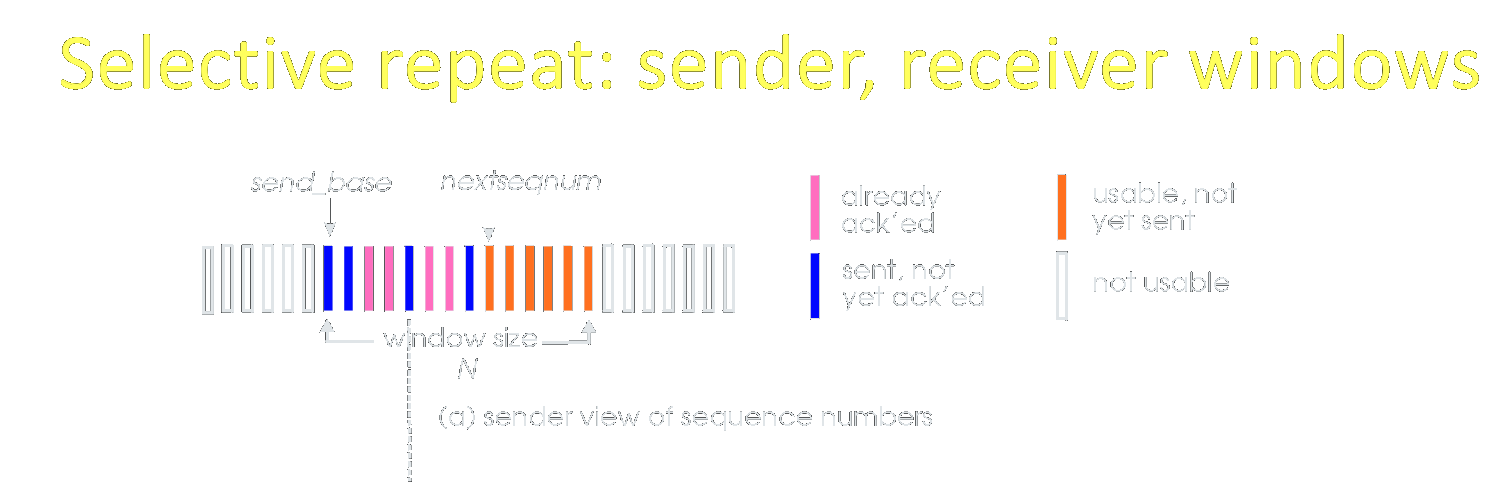 Selective repeat: sender, receiver windows
send_base
nextseqnum
already
ack’ed
usable, not
yet sent
sent, not
yet ack’ed
not usable
window size
N
(a) sender view of sequence numbers